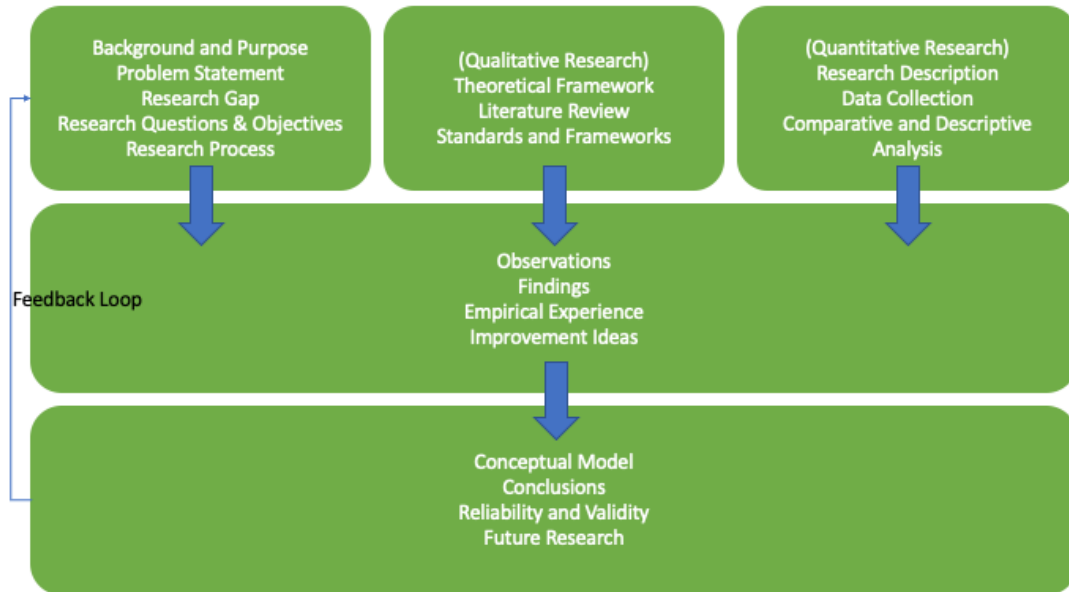 Background and Purpose
Problem Statement
Research Gap
Research Questions & Objectives
Research Process
(Qualitative Research)
Theoretical Framework
Literature Review
Standards and Frameworks
(Quantitative Research)
Research Description
Data Collection
Comparative and Descriptive
Analysis
Feedback Loop
Observations
Findings
Empirical Experience
Improvement Ideas
Conceptual Model
Conclusions
Reliability and Validity
Future Research